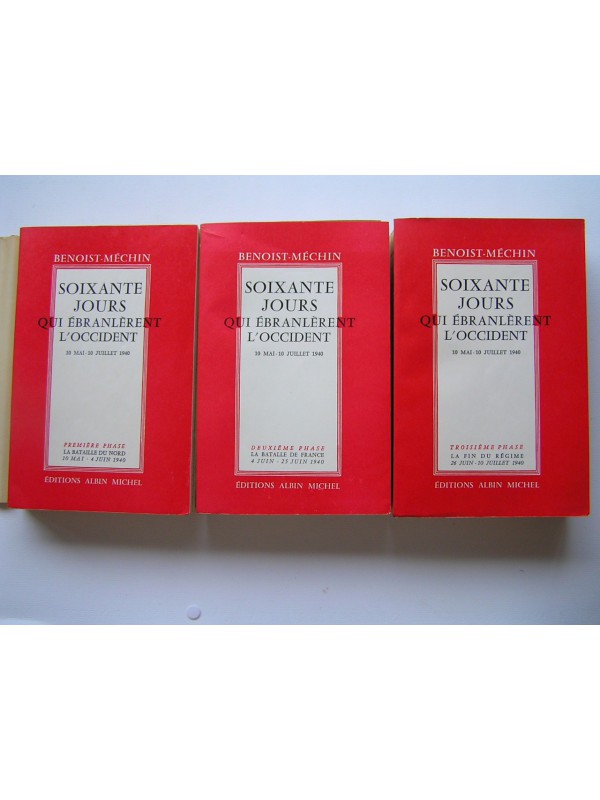 BENOIST-MÉCHIN
SOIXANTE
JOURS
QUI ÉBRANLÈRENT
L'OCCIDENT
10 MAI - 10 JUILLET 1940
PREMIÈRE PHASE
LA BATAILLE DU NORD
10 MAI - 4 JUIN 1940
ÉDITIONS ALBIN MICHEL
BENOIST-MÉCHIN
SOIXANTE
JOURS
QUI ÉBRANLÈRENT
L'OCCIDENT
10 MAI - 10 JUILLET 1940
DEUXIÈME PHASE
LA BATAILLE DE FRANCE
4 JUIN - 25 JUIN 1940
ÉDITIONS ALBIN MICHEL
BENOIST-MÉCHIN
SOIXANTE
JOURS
QUI ÉBRANLÈRENT
L'OCCIDENT
10 MAI - 10 JUILLET 1940
TROISIÈME PHASE
LA FIN DU RÉGIME
26 JUIN - 10 JUILLET 1940
ÉDITIONS ALBIN MICHEL